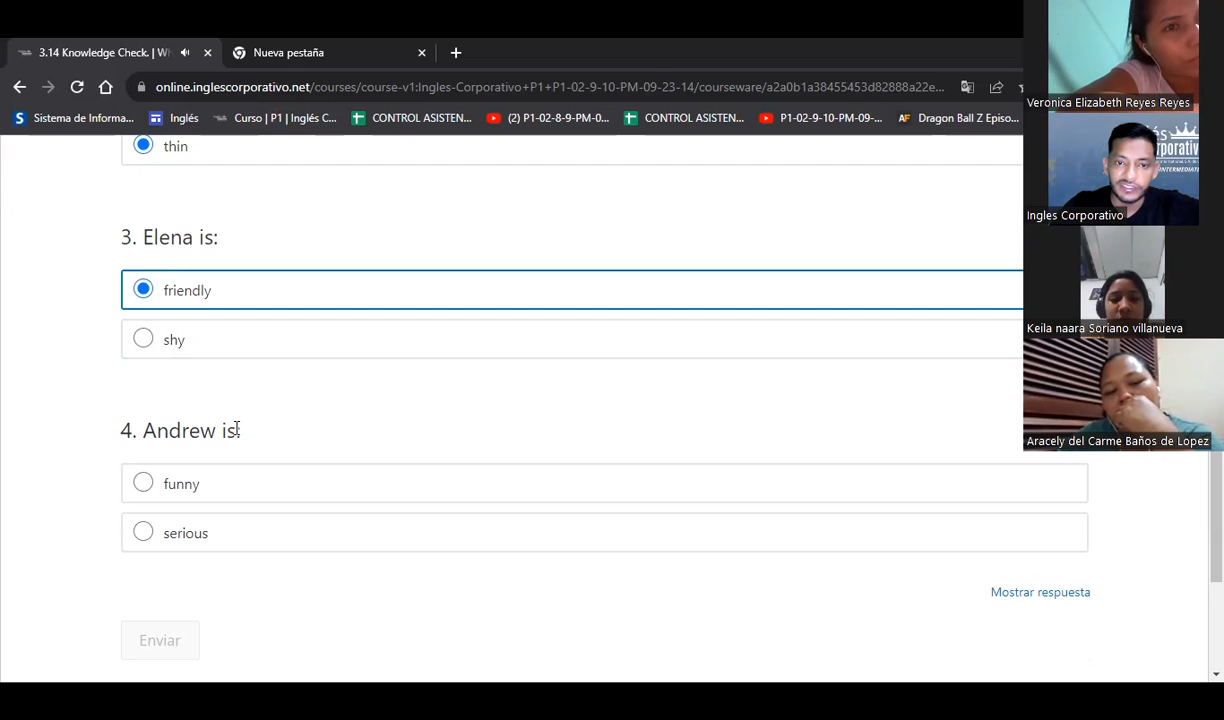 3.14 Knowledge Check. | Wh
Nueva pestaña
online.inglescorporativo.net/courses/course-v1:Ingles-Corporativo+P1+P1-02-9-10-PM-09-23-14/courseware/a2a0b1a38455453d82888a22e...
Sistema de Informa...
Inglés
Curso | P1 | Inglés C...
CONTROL ASISTEN...
(2) P1-02-8-9-PM-0...
CONTROL ASISTEN...
P1-02-9-10-PM-09-...
AF Dragon Ball Z Episo...
thin
3. Elena is:
friendly
shy
4. Andrew is:
funny
serious
Mostrar respuesta
Enviar
Veronica Elizabeth Reyes Reyes
Ingles Corporativo
INTERMEDIATE
Keila naara Soriano villanueva
Aracely del Carme Baños de Lopez